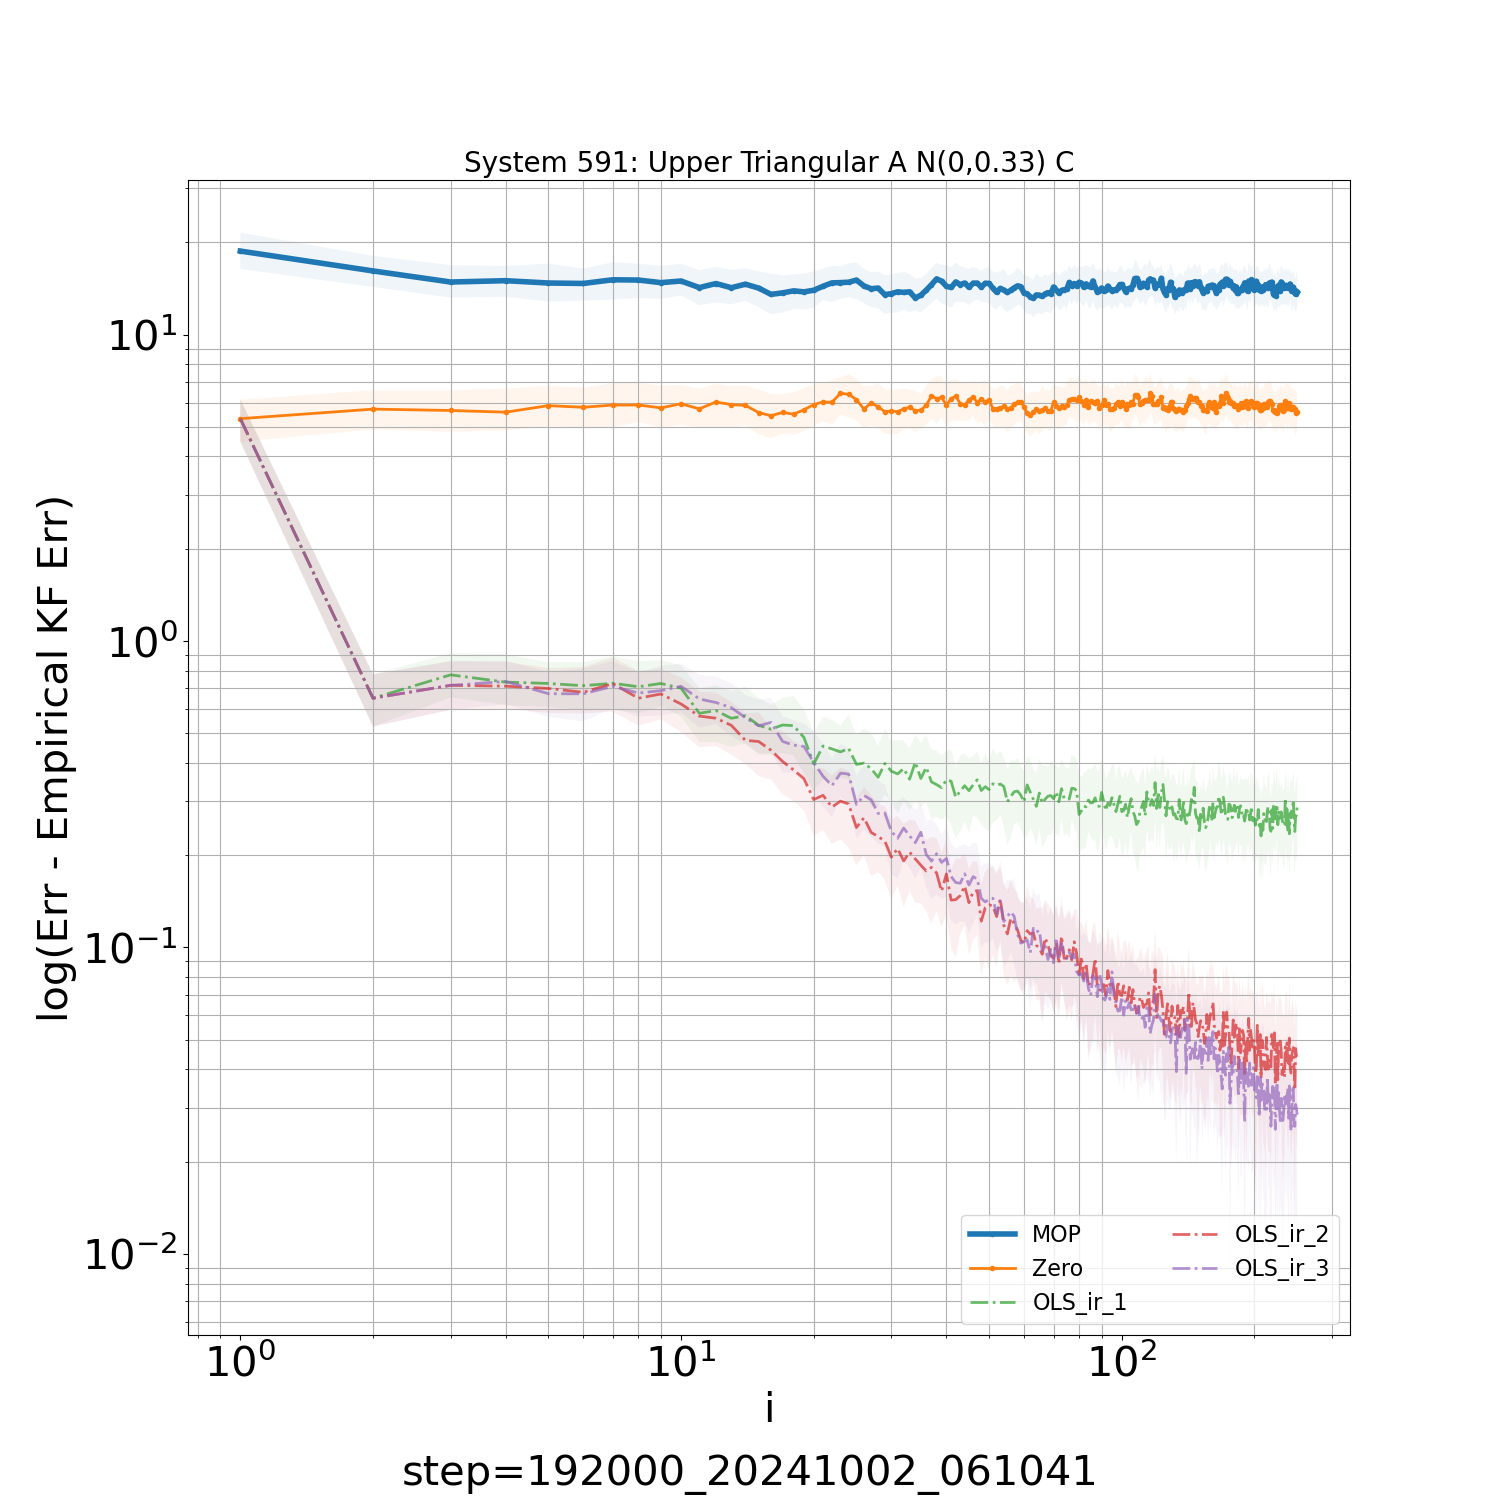 System 591: Upper Triangular A N(0,0.33) C
log(Err - Empirical KF Err)
10¹
10⁰
10⁻¹
10⁻²
MOP
Zero
OLS_ir_1
OLS_ir_2
OLS_ir_3
10⁰
10¹
10²
i
step=192000_20241002_061041